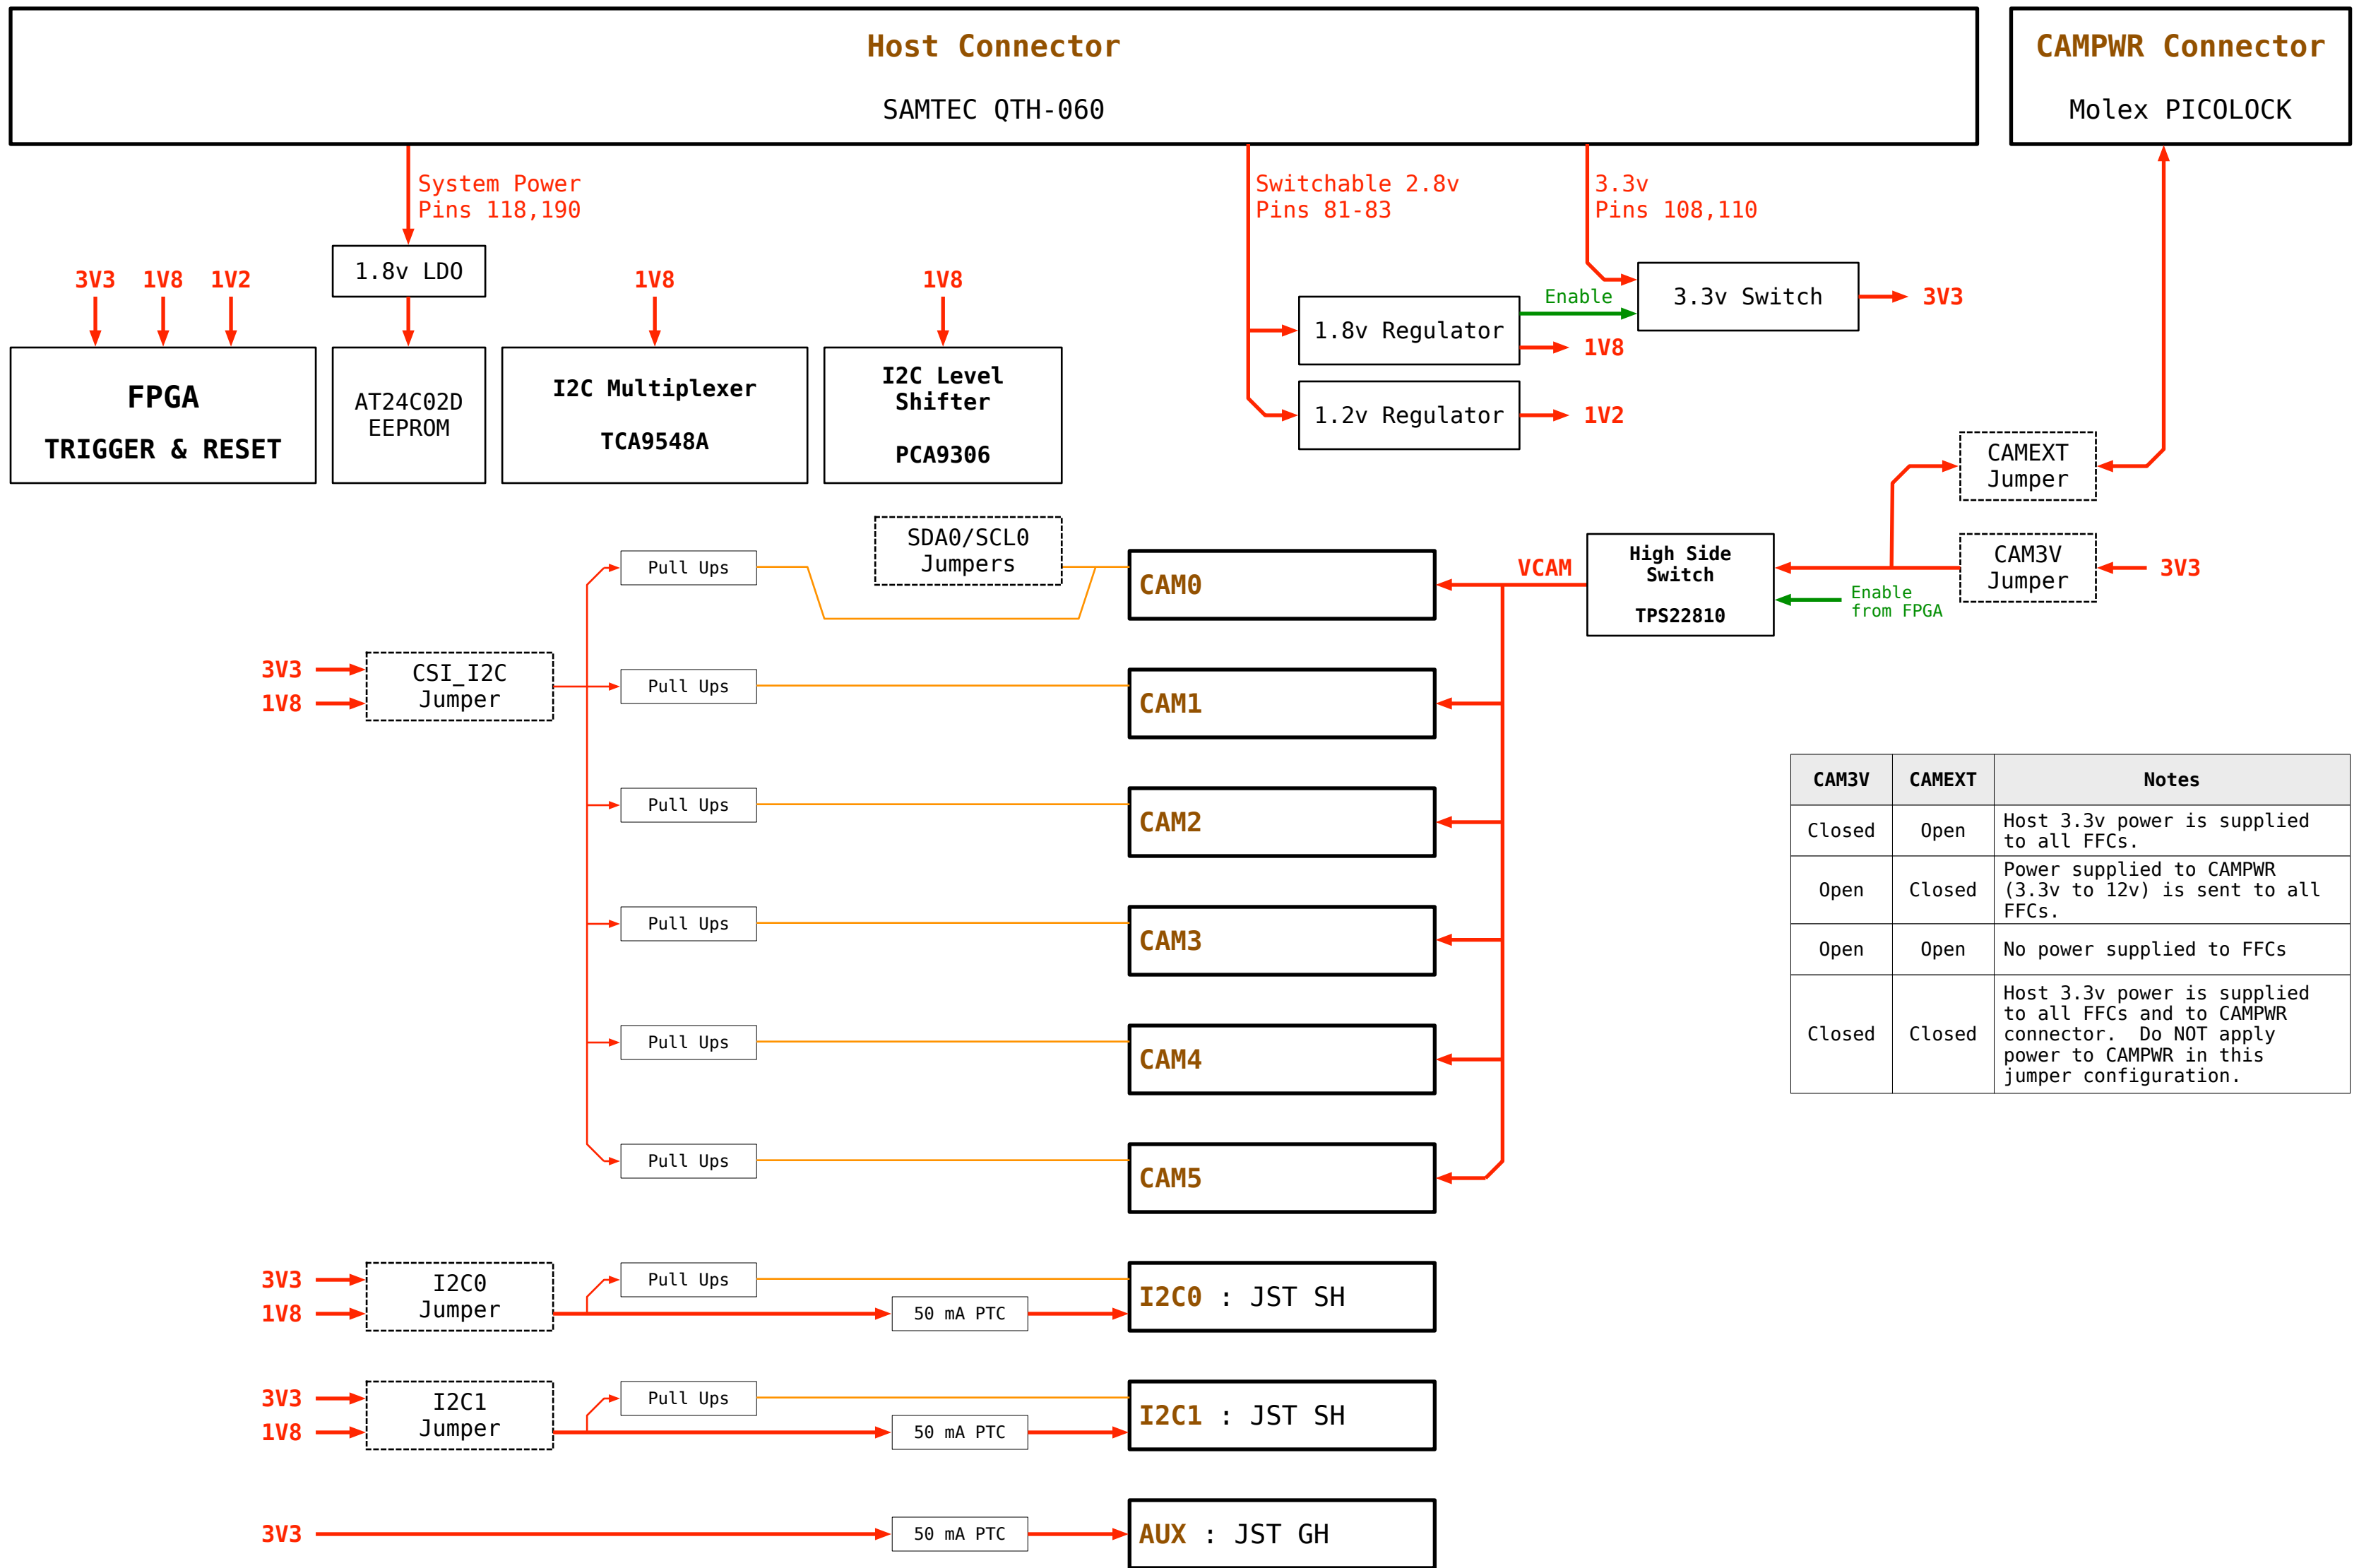 Host Connector
SAMTEC QTH-060
CAMPWR Connector
Molex PICOLOCK
System Power
Pins 118,190
Switchable 2.8v
Pins 81-83
3.3v
Pins 108,110
1.8v LDO
3V3 1V8 1V2
1V8
1V8
Enable
3.3v Switch
3V3
1.8v Regulator
1V8
1.2v Regulator
1V2
FPGA
TRIGGER & RESET
AT24C02D
EEPROM
I2C Multiplexer
TCA9548A
I2C Level
Shifter
PCA9306
CAMEXT
Jumper
SDA0/SCL0
Jumpers
Pull Ups
CAM0
VCAM
High Side
Switch
TPS22810
CAM3V
Jumper
3V3
Enable
from FPGA
3V3
1V8
CSI_I2C
Jumper
Pull Ups
CAM1
Pull Ups
CAM2
Pull Ups
CAM3
Pull Ups
CAM4
Pull Ups
CAM5
CAM3V CAMEXT Notes
Closed Open Host 3.3v power is supplied
to all FFCs.
Open Closed Power supplied to CAMPWR
(3.3v to 12v) is sent to all
FFCs.
Open Open No power supplied to FFCs
Closed Closed Host 3.3v power is supplied
to all FFCs and to CAMPWR
connector. Do NOT apply
power to CAMPWR in this
jumper configuration.
3V3
1V8
I2C0
Jumper
Pull Ups
50 mA PTC
I2C0 : JST SH
3V3
1V8
I2C1
Jumper
Pull Ups
50 mA PTC
I2C1 : JST SH
3V3
50 mA PTC
AUX : JST GH